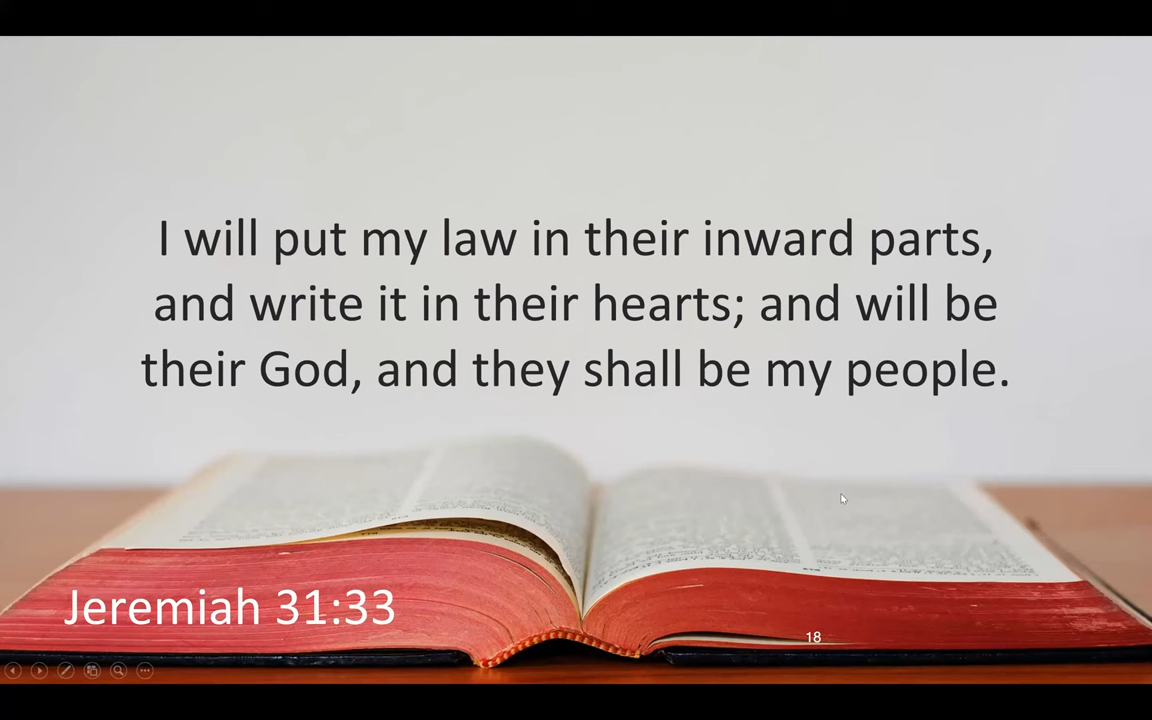 I will put my law in their inward parts,
and write it in their hearts; and will be
their God, and they shall be my people.
Jeremiah 31:33
18